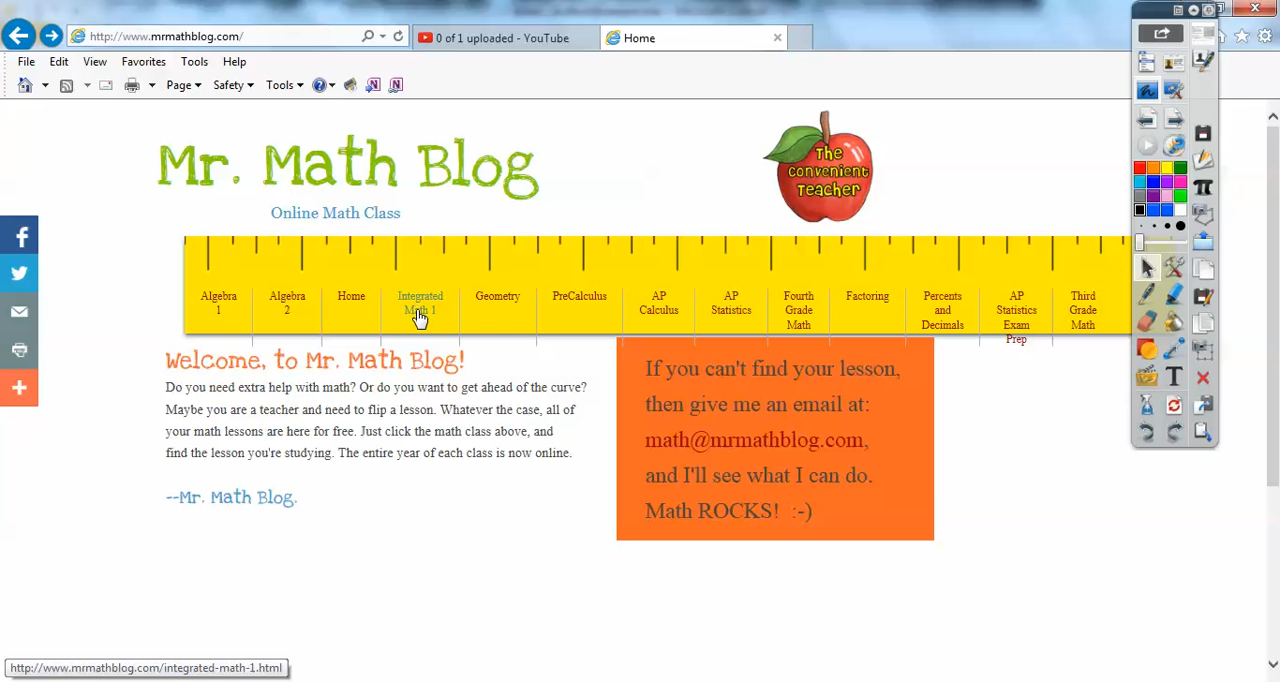 http://www.mrmathblog.com/
0 of 1 uploaded - YouTube
Home
File Edit View Favorites Tools Help
Page Safety Tools
Mr. Math Blog
Online Math Class
The
Convenient
Teacher
Algebra
1
Algebra
2
Home
Integrated
Math 1
Geometry
PreCalculus
AP
Calculus
AP
Statistics
Fourth
Grade
Math
Factoring
Percents
and
Decimals
AP
Statistics
Exam
Prep
Third
Grade
Math
Welcome, to Mr. Math Blog!
Do you need extra help with math? Or do you want to get ahead of the curve?
Maybe you are a teacher and need to flip a lesson. Whatever the case, all of
your math lessons are here for free. Just click the math class above, and
find the lesson you're studying. The entire year of each class is now online.
--Mr. Math Blog.
If you can't find your lesson,
then give me an email at:
math@mrmathblog.com,
and I'll see what I can do.
Math ROCKS! :-)
http://www.mrmathblog.com/integrated-math-1.html